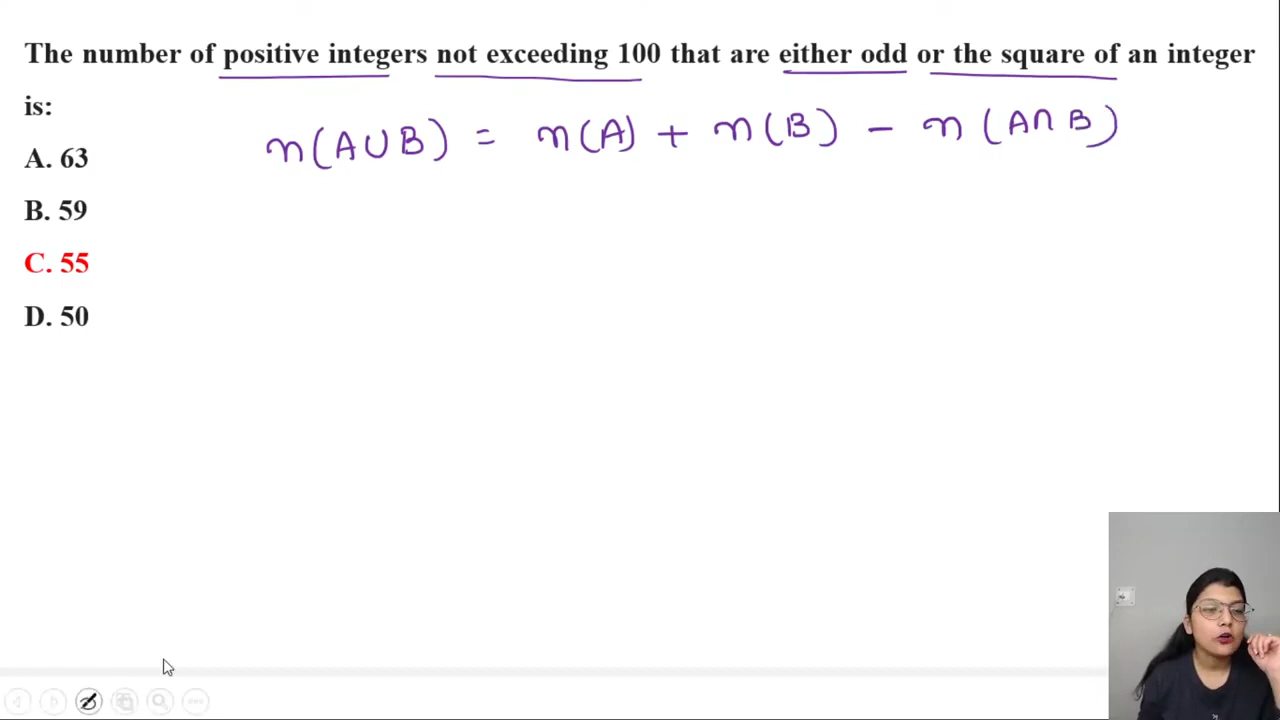 The number of positive integers not exceeding 100 that are either odd or the square of an integer
is:
n(A∪B) = n(A) + n(B) - n(A∩B)
A. 63
B. 59
C. 55
D. 50